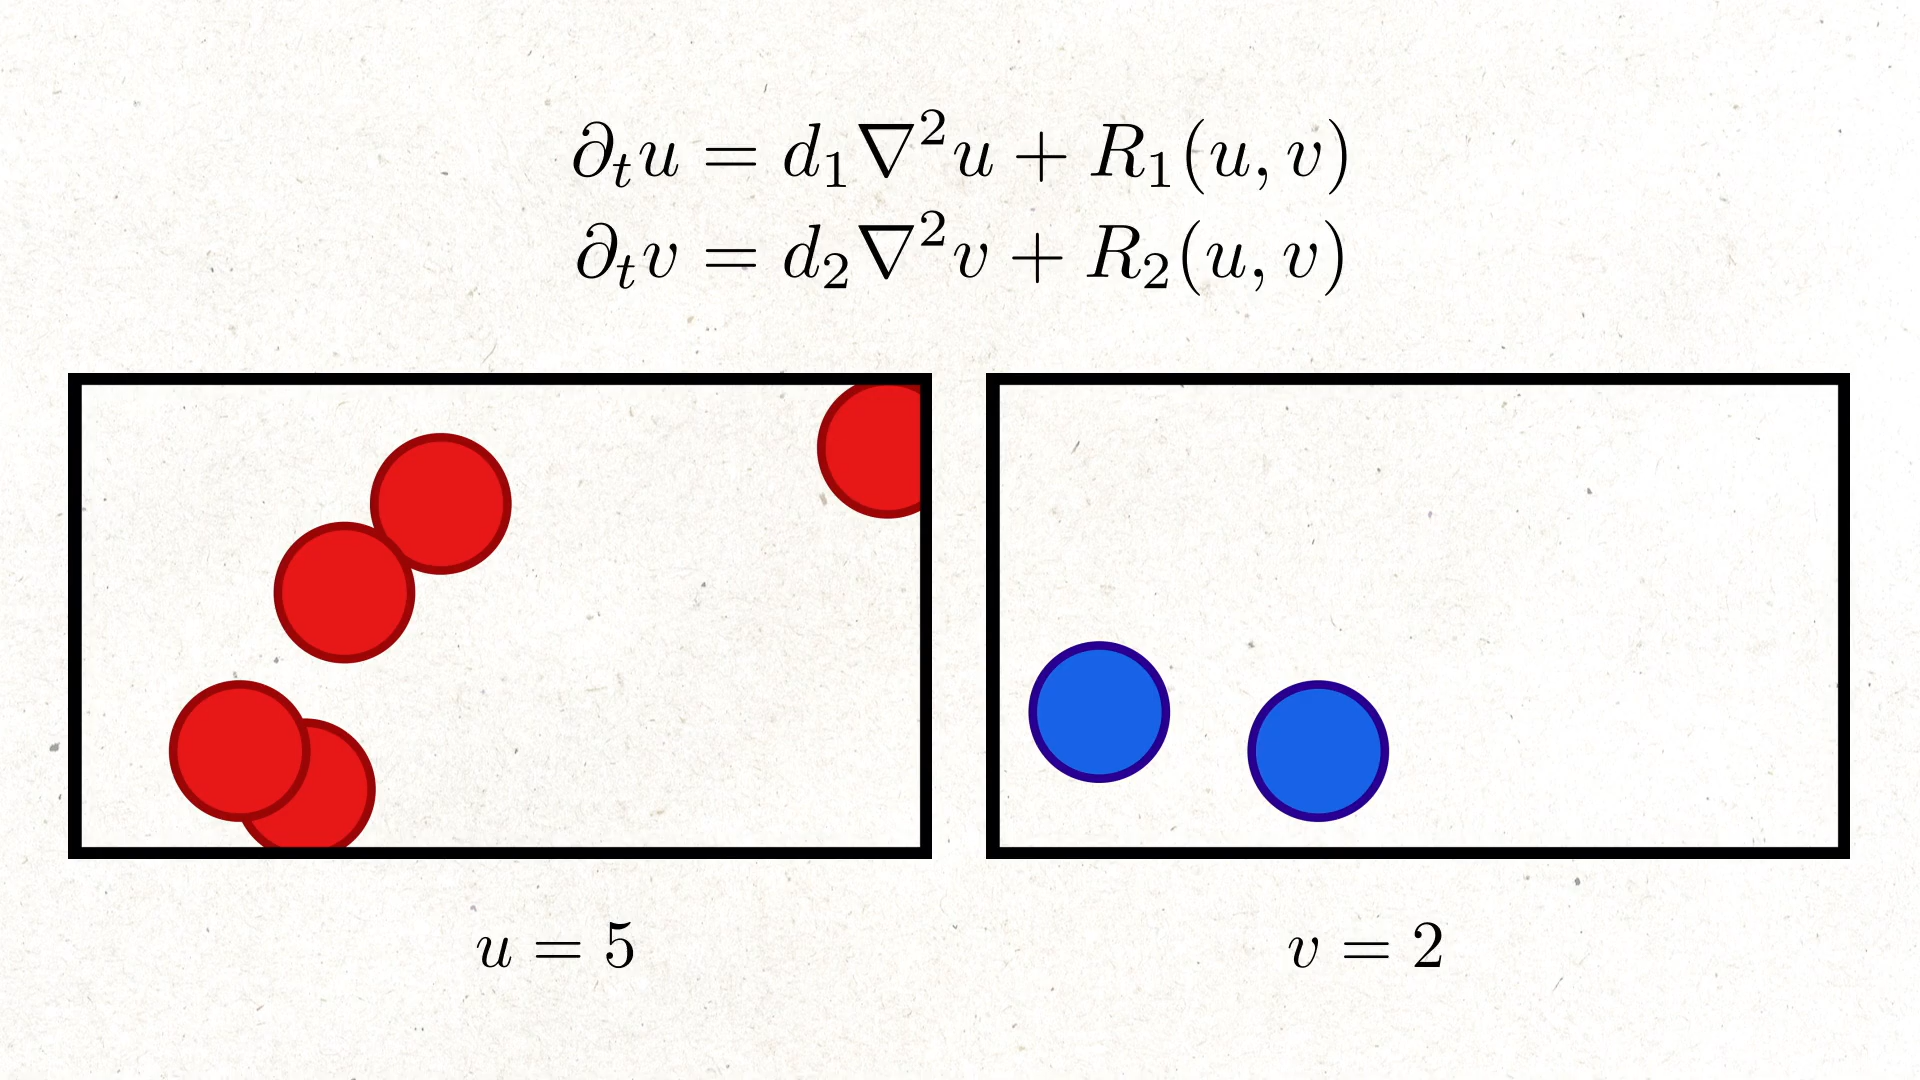 ∂ₜu = d₁∇²u + R₁(u, v)
∂ₜv = d₂∇²v + R₂(u, v)
u = 5
v = 2